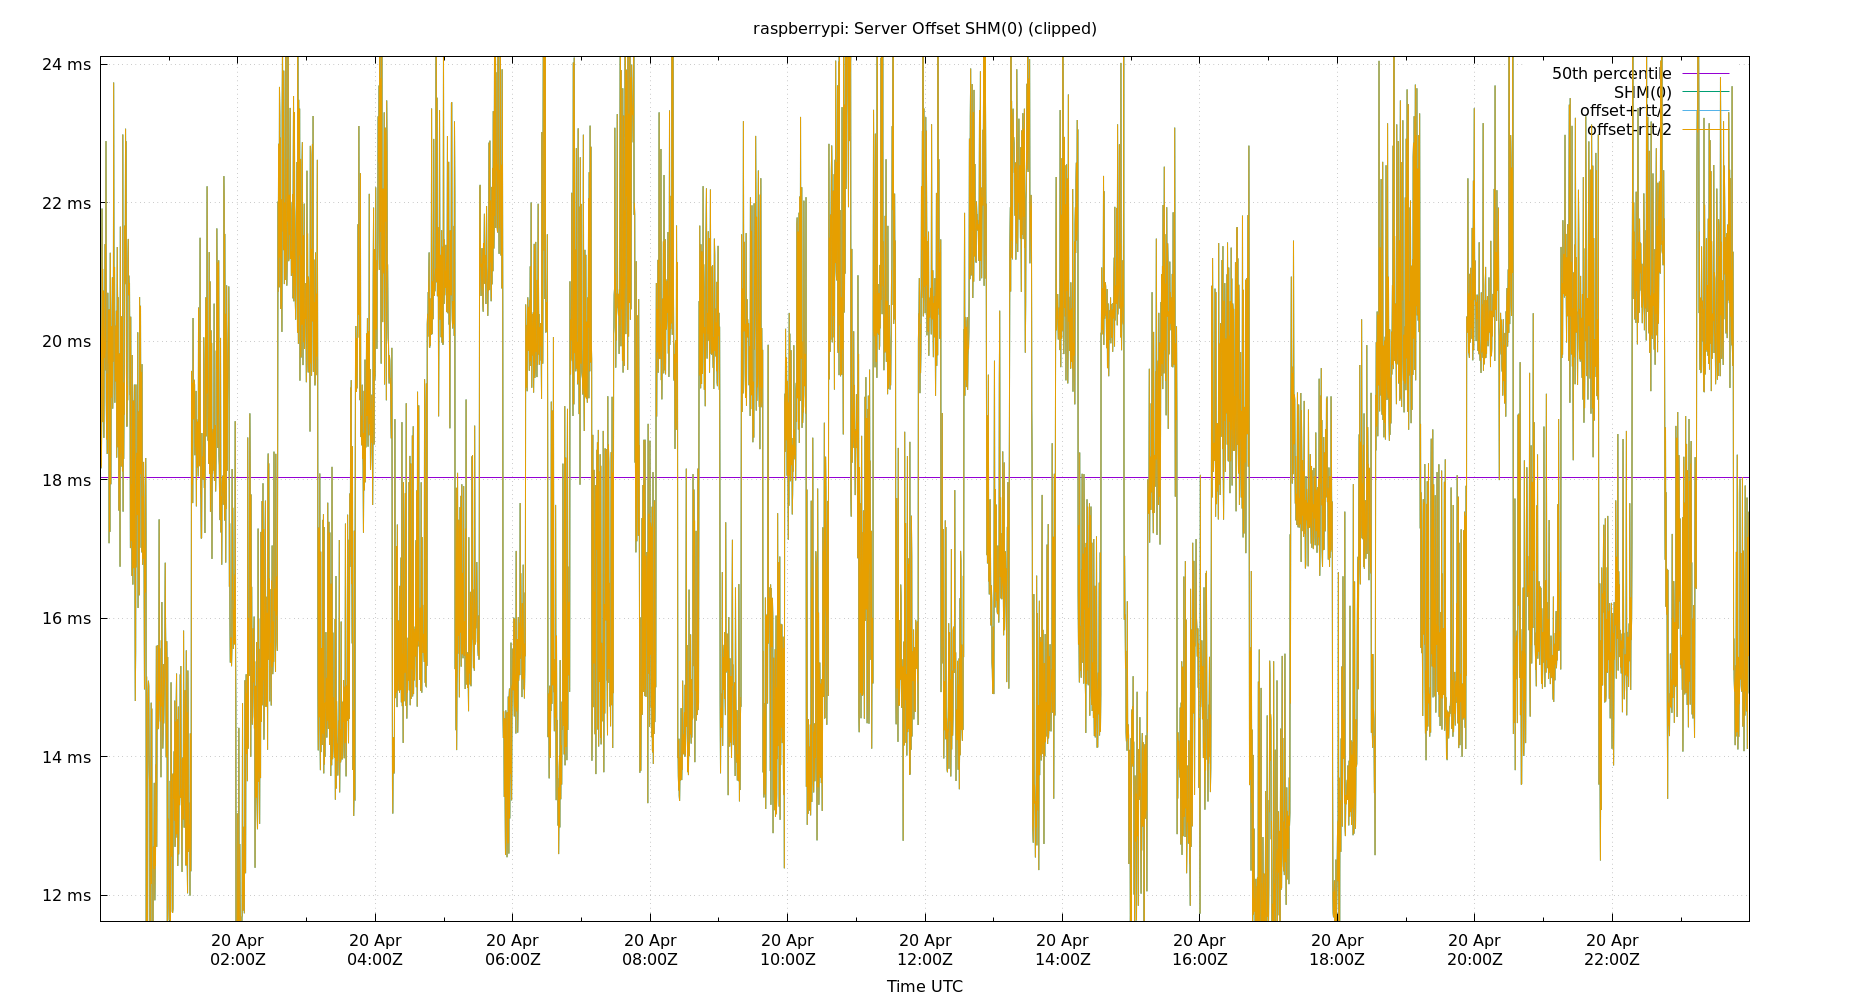 raspberrypi: Server Offset SHM(0) (clipped)
24 ms
22 ms
20 ms
18 ms
16 ms
14 ms
12 ms
50th percentile
SHM(0)
offset+rtt/2
offset-rtt/2
20 Apr 20 Apr 20 Apr 20 Apr 20 Apr 20 Apr 20 Apr 20 Apr 20 Apr 20 Apr 20 Apr
02:00Z 04:00Z 06:00Z 08:00Z 10:00Z 12:00Z 14:00Z 16:00Z 18:00Z 20:00Z 22:00Z
Time UTC